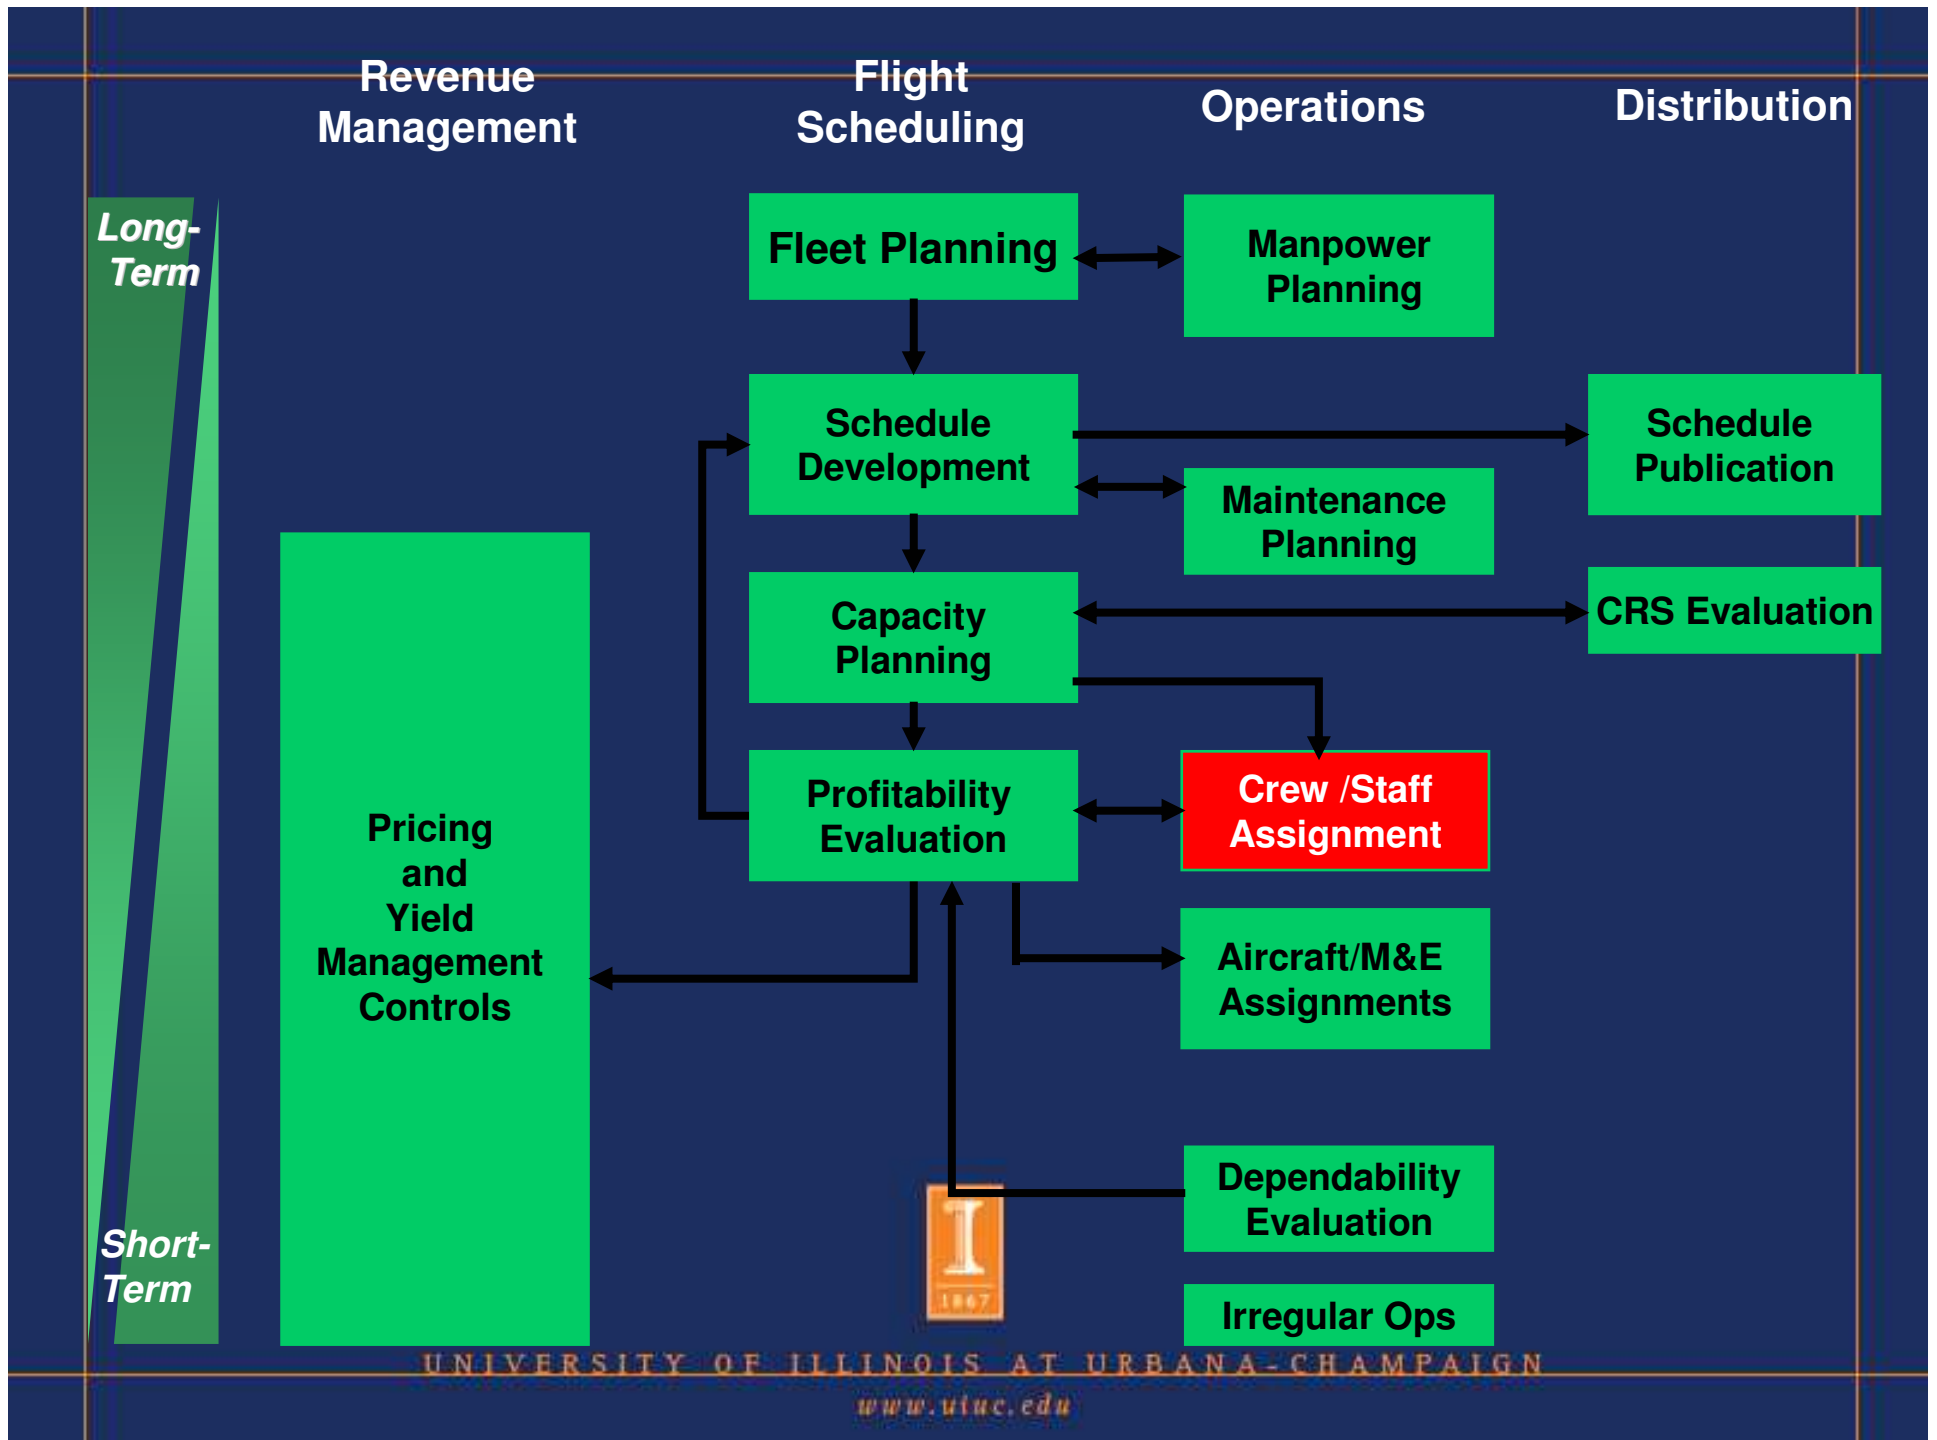 Revenue
Management
Flight
Scheduling
Operations
Distribution
Long-
Term
Fleet Planning
Manpower
Planning
Schedule
Development
Schedule
Publication
Maintenance
Planning
Capacity
Planning
CRS Evaluation
Profitability
Evaluation
Crew /Staff
Assignment
Pricing
and
Yield
Management
Controls
Aircraft/M&E
Assignments
Dependability
Evaluation
Short-
Term
I
1867
Irregular Ops
UNIVERSITY OF ILLINOIS AT URBANA-CHAMPAIGN
www.uiuc.edu